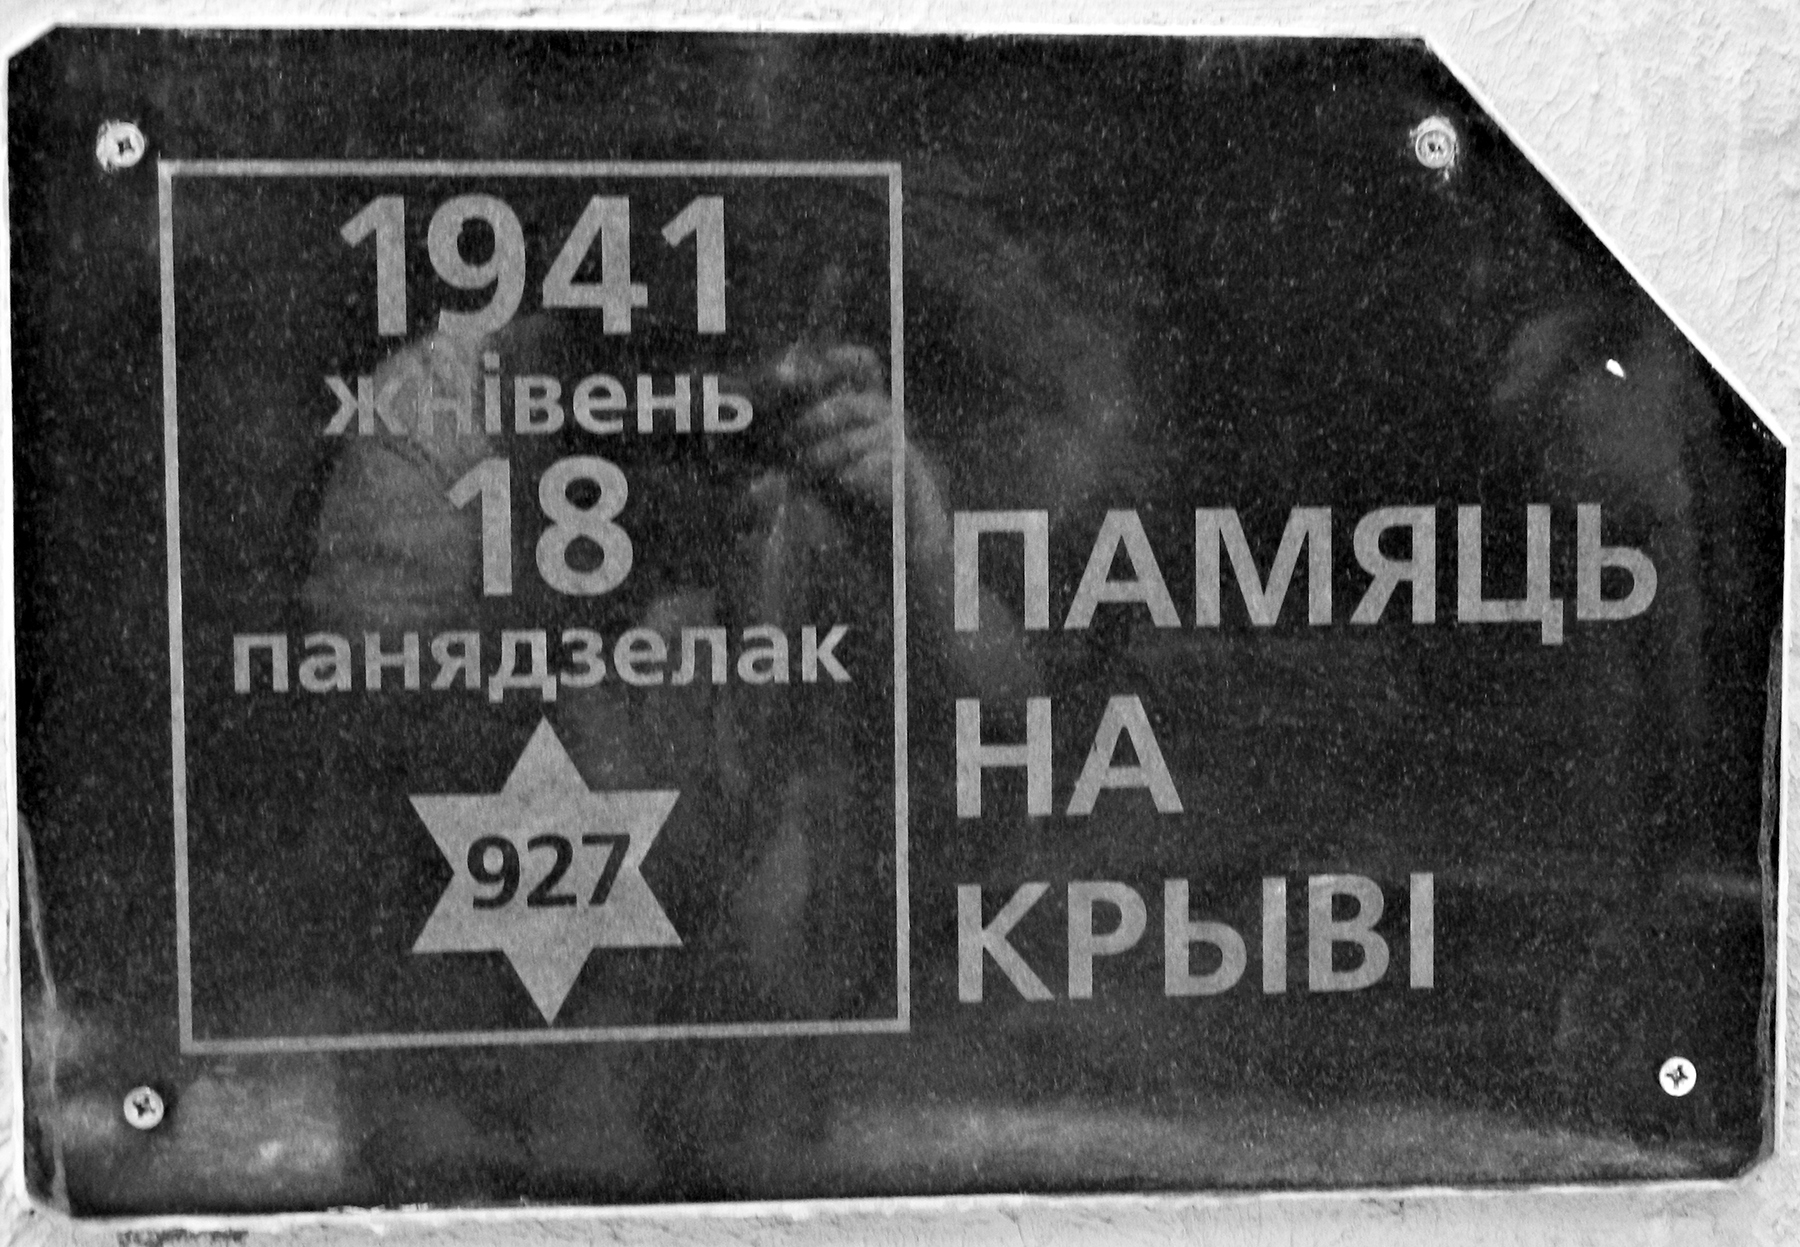 1941
жнівень
18
панядзелак
927
ПАМЯЦЬ
НА
КРЫВІ